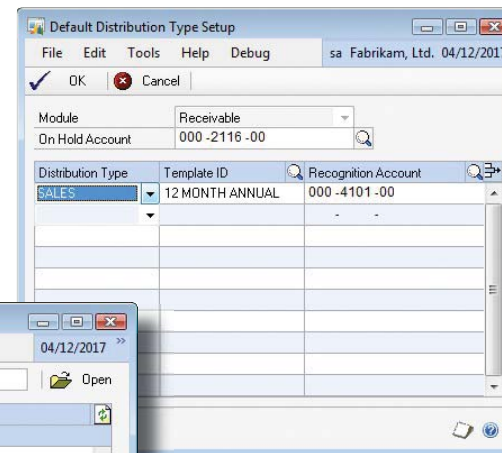 Default Distribution Type Setup
File Edit Tools Help Debug sa Fabrikam, Ltd. 04/12/2017
OK Cancel
Module Receivable
On Hold Account 000 -2116 -00
Distribution Type Template ID Recognition Account
SALES 12 MONTH ANNUAL 000 -4101 -00
- -
04/12/2017 »
Open